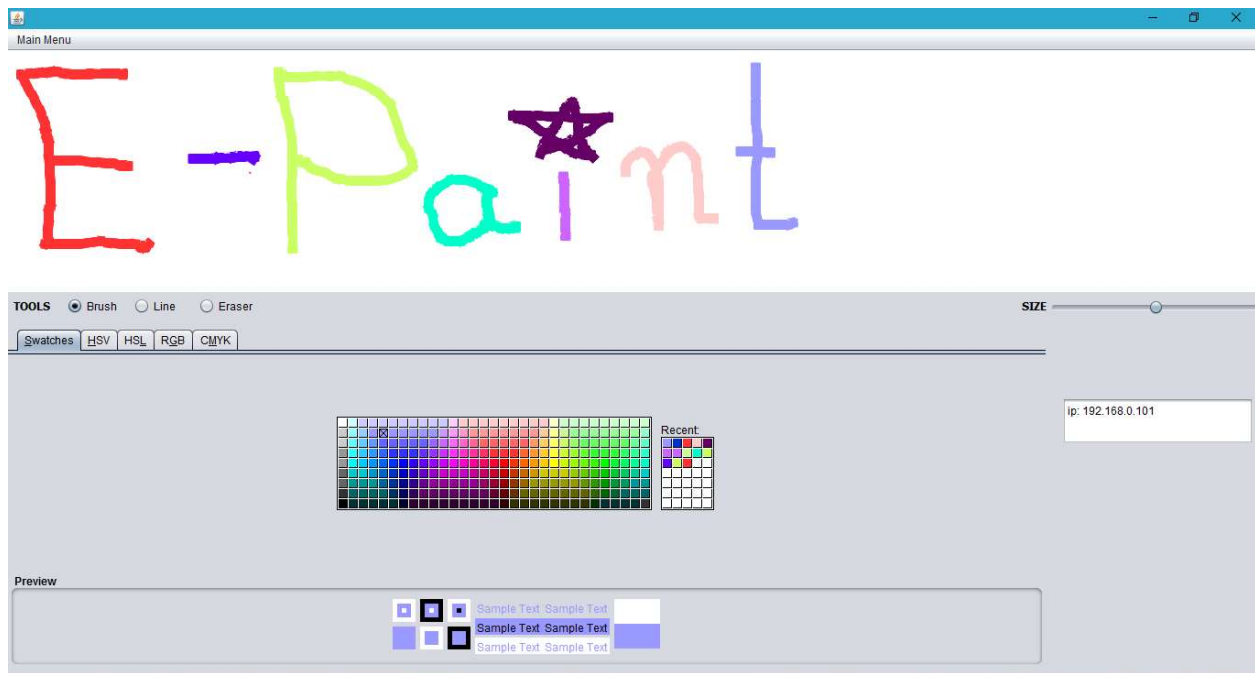 Main Menu
E-Paint
TOOLS Brush Line Eraser SIZE
Swatches HSV HSL RGB CMYK
ip: 192.168.0.101
Recent:
Preview
Sample Text Sample Text
Sample Text Sample Text
Sample Text Sample Text